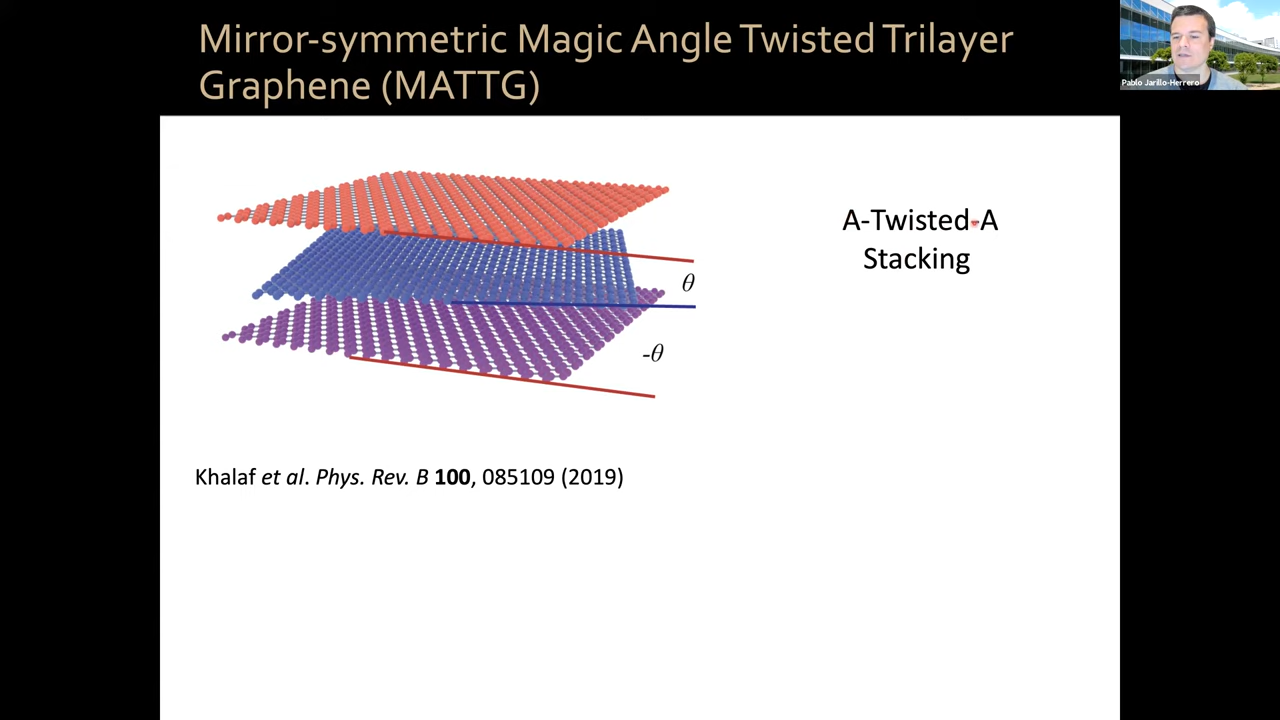 Mirror-symmetric Magic Angle Twisted Trilayer
Graphene (MATTG)
Pablo Jarillo-Herrero
A-Twisted-A
Stacking
θ
-θ
Khalaf et al. Phys. Rev. B 100, 085109 (2019)